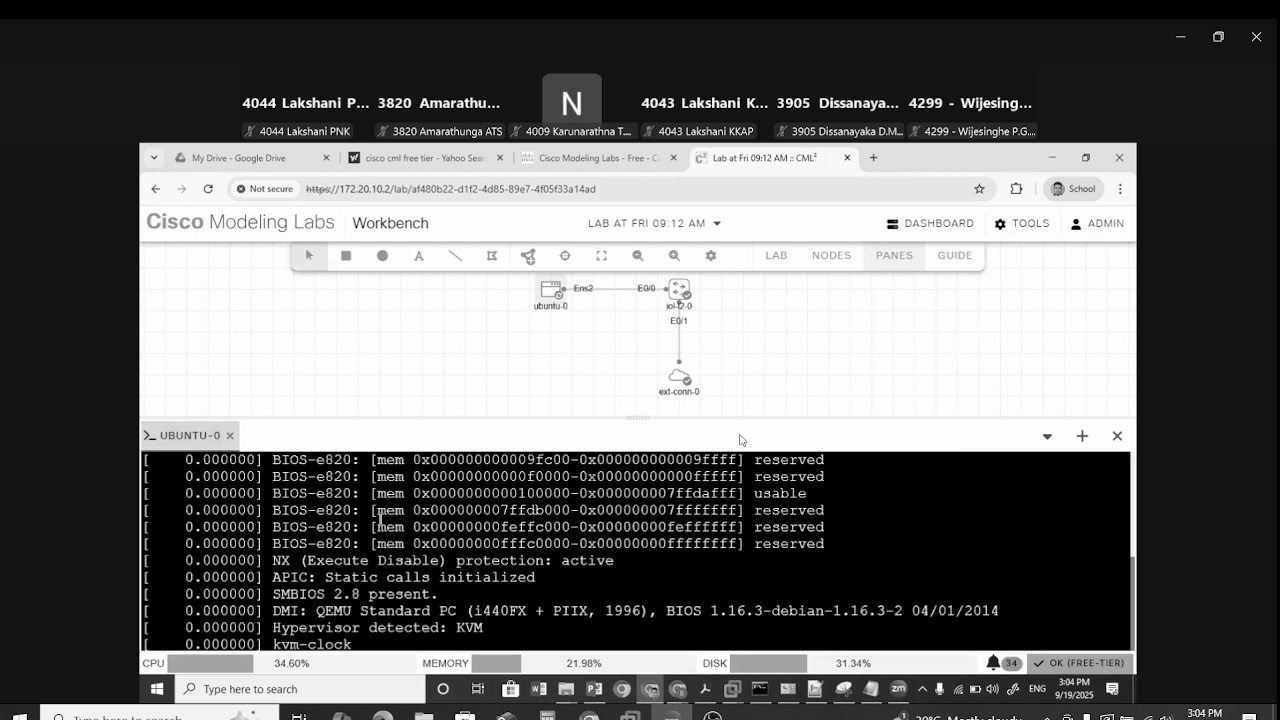 4044 Lakshani P... 3820 Amarathu... N 4043 Lakshani K... 3905 Dissanaya... 4299 - Wijesing...
4044 Lakshani PNK 3820 Amarathunga ATS 4009 Karunarathna T... 4043 Lakshani KKAP 3905 Dissanayaka D.M... 4299 - Wijesinghe P.G....
My Drive - Google Drive cisco cml free tier - Yahoo Sear Cisco Modeling Labs - Free - Ci Lab at Fri 09:12 AM :: CML²
Not secure https://172.20.10.2/lab/af480b22-d1f2-4d85-89e7-4f05f33a14ad School
Cisco Modeling Labs Workbench LAB AT FRI 09:12 AM DASHBOARD TOOLS ADMIN
A LAB NODES PANES GUIDE
Ens2 E0/0
ubuntu-0 iol-l2-0
E0/1
ext-conn-0
UBUNTU-0
[    0.000000] BIOS-e820: [mem 0x000000000009fc00-0x000000000009ffff] reserved
[    0.000000] BIOS-e820: [mem 0x00000000000f0000-0x00000000000fffff] reserved
[    0.000000] BIOS-e820: [mem 0x0000000000100000-0x000000007ffdafff] usable
[    0.000000] BIOS-e820: [mem 0x000000007ffdb000-0x000000007fffffff] reserved
[    0.000000] BIOS-e820: [mem 0x00000000feffc000-0x00000000feffffff] reserved
[    0.000000] BIOS-e820: [mem 0x00000000fffc0000-0x00000000ffffffff] reserved
[    0.000000] NX (Execute Disable) protection: active
[    0.000000] APIC: Static calls initialized
[    0.000000] SMBIOS 2.8 present.
[    0.000000] DMI: QEMU Standard PC (i440FX + PIIX, 1996), BIOS 1.16.3-debian-1.16.3-2 04/01/2014
[    0.000000] Hypervisor detected: KVM
[    0.000000] kvm-clock
CPU 34.60% MEMORY 21.98% DISK 31.34% 34 OK (FREE-TIER)
Type here to search ENG 3:04 PM
9/19/2025
Type here to search Mostly cloudy 3:04 PM